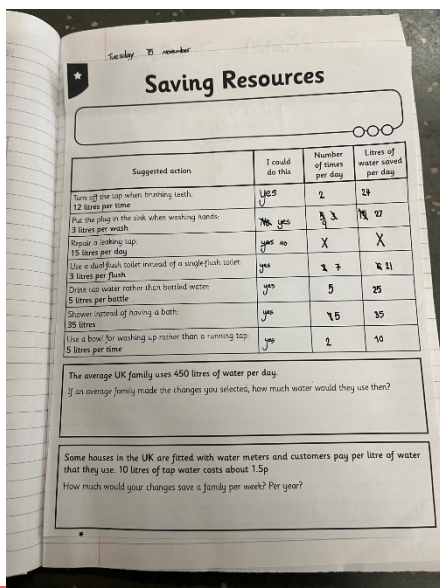 Tuesday 15 November
Saving Resources
Suggested action
I could do this
Number of times per day
Litres of water saved per day
Turn off the tap when brushing teeth:
12 litres per time
yes
2
24
Put the plug in the sink when washing hands:
3 litres per wash
yes
9
27
Repair a leaking tap:
15 litres per day
no
X
X
Use a dual flush toilet instead of a single-flush toilet:
3 litres per flush
yes
7
21
Drink tap water rather than bottled water:
5 litres per bottle
yes
5
25
Shower instead of having a bath:
35 litres
yes
35
Use a bowl for washing up rather than a running tap:
5 litres per time
yes
2
10
The average UK family uses 450 litres of water per day.
If an average family made the changes you selected, how much water would they use then?
Some houses in the UK are fitted with water meters and customers pay per litre of water
that they use. 10 litres of tap water costs about 1.5p
How much would your changes save a family per week? Per year?